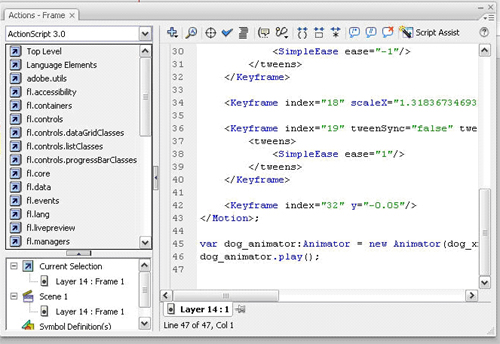 Actions - Frame ×
ActionScript 3.0
Script Assist
Top Level
Language Elements
adobe.utils
fl.accessibility
fl.containers
fl.controls
fl.controls.dataGridClasses
fl.controls.listClasses
fl.controls.progressBarClasses
fl.core
fl.data
fl.events
fl.lang
fl.livepreview
fl.managers
Current Selection
Layer 14 : Frame 1
Scene 1
Layer 14 : Frame 1
Symbol Definition(s)
30 <SimpleEase ease="-1"/>
31 </tweens>
32 </Keyframe>
33
34 <Keyframe index="18" scaleX="1.31836734693
35
36 <Keyframe index="19" tweenSync="false" twe
37 <tweens>
38 <SimpleEase ease="1"/>
39 </tweens>
40 </Keyframe>
41
42 <Keyframe index="32" y="-0.05"/>
43 </Motion>;
44
45 var dog_animator:Animator = new Animator(dog_x
46 dog_animator.play();
47
Layer 14 : 1
Line 47 of 47, Col 1